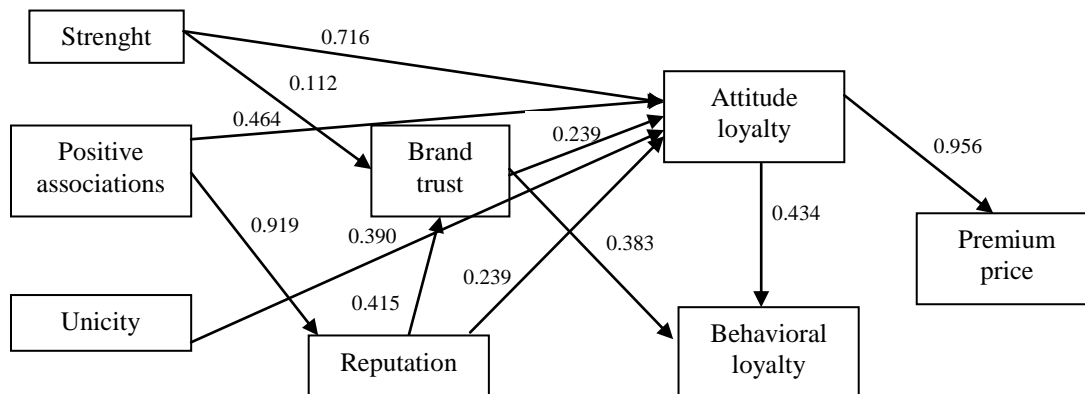 Strenght
0.716
0.112
Attitude
loyalty
0.464
Positive
associations
Brand
trust
0.239
0.956
0.919
0.390
0.434
0.383
Premium
price
0.239
0.415
Unicity
Reputation
Behavioral
loyalty